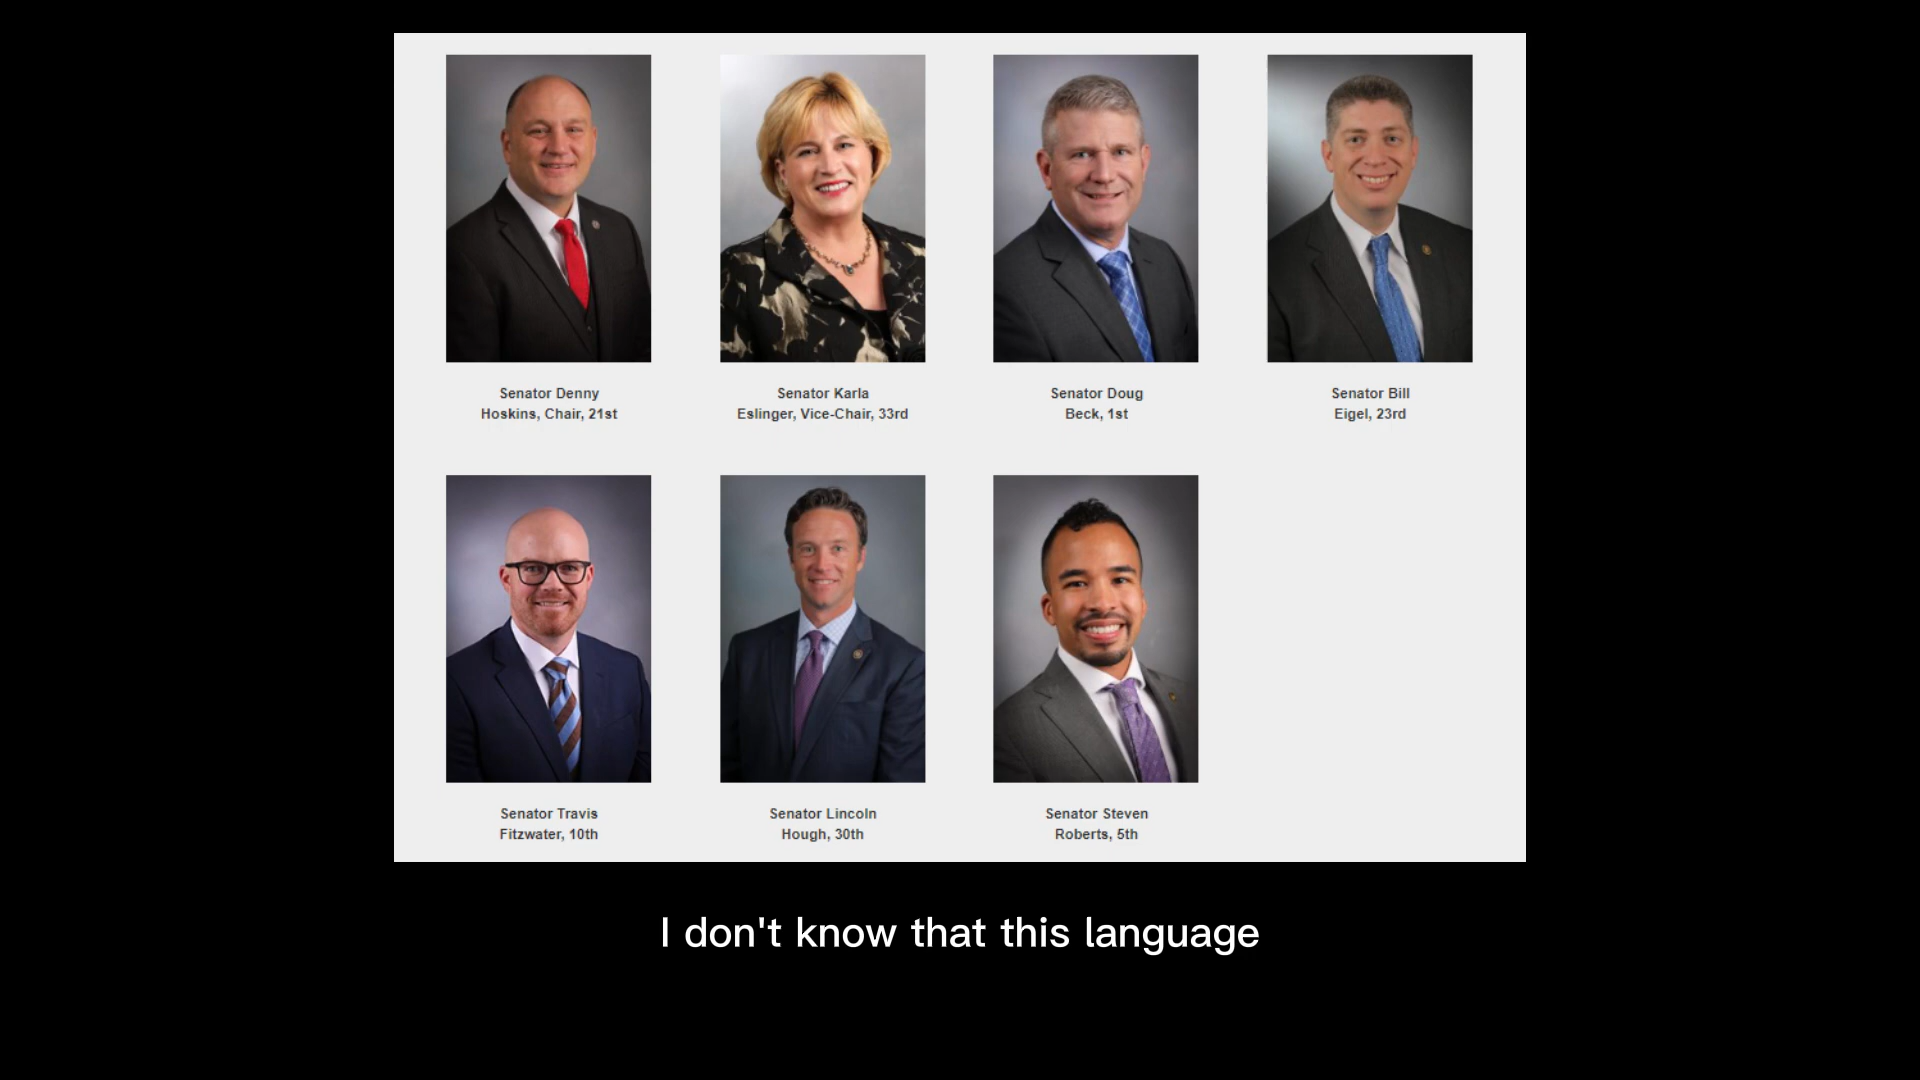 Senator Denny
Hoskins, Chair, 21st
Senator Karla
Eslinger, Vice-Chair, 33rd
Senator Doug
Beck, 1st
Senator Bill
Eigel, 23rd
Senator Travis
Fitzwater, 10th
Senator Lincoln
Hough, 30th
Senator Steven
Roberts, 5th
I don't know that this language